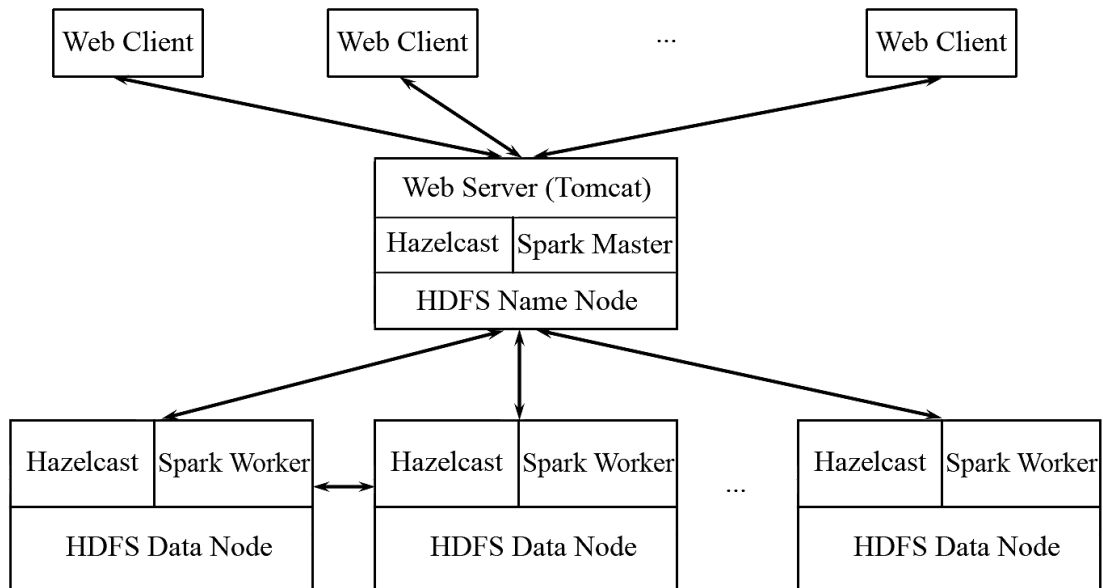 Web Client
Web Client
...
Web Client
Web Server (Tomcat)
Hazelcast
Spark Master
HDFS Name Node
Hazelcast
Spark Worker
Hazelcast
Spark Worker
...
Hazelcast
Spark Worker
HDFS Data Node
HDFS Data Node
HDFS Data Node